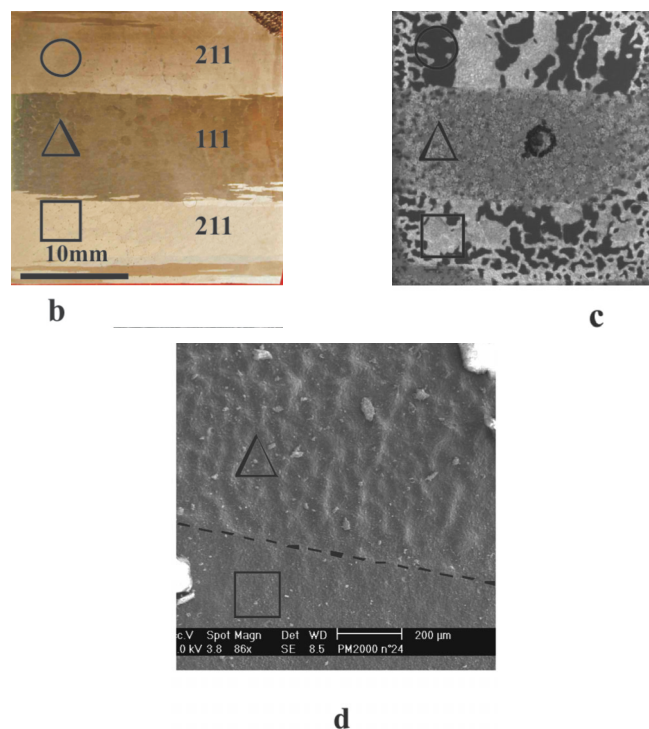 211
111
211
10mm
b
c
c.V Spot Magn Det WD 200 µm
.0 kV 3.8 86x SE 8.5 PM2000 n°24
d